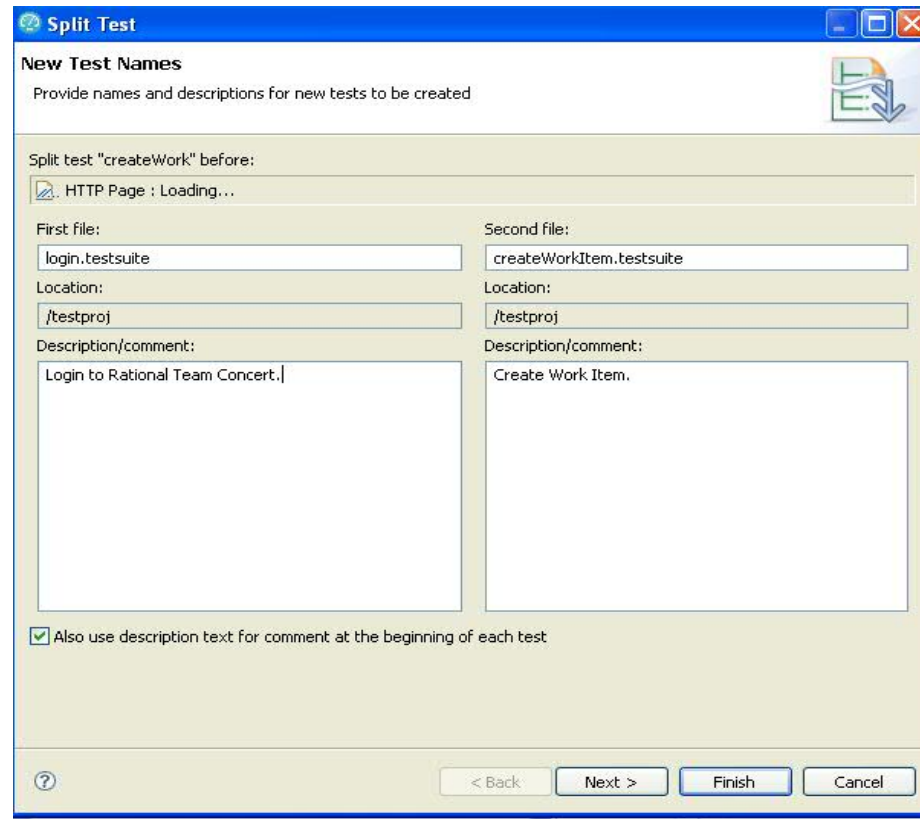 Split Test
New Test Names
Provide names and descriptions for new tests to be created
Split test "createWork" before:
HTTP Page : Loading...
First file:
login.testsuite
Location:
/testproj
Description/comment:
Login to Rational Team Concert.
Second file:
createWorkItem.testsuite
Location:
/testproj
Description/comment:
Create Work Item.
Also use description text for comment at the beginning of each test
< Back Next > Finish Cancel